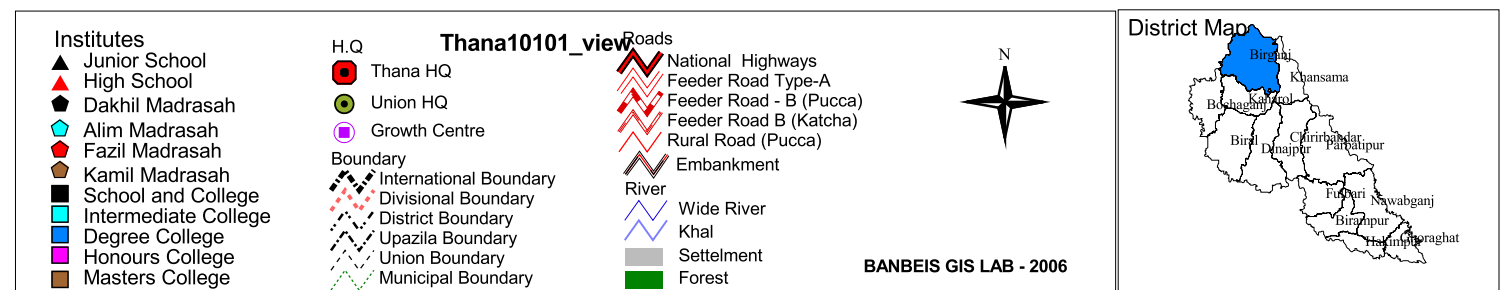 Institutes
Junior School
High School
Dakhil Madrasah
Alim Madrasah
Fazil Madrasah
Kamil Madrasah
School and College
Intermediate College
Degree College
Honours College
Masters College
H.Q
Thana HQ
Union HQ
Growth Centre
Boundary
International Boundary
Divisional Boundary
District Boundary
Upazila Boundary
Union Boundary
Municipal Boundary
Thana10101_view
Roads
National Highways
Feeder Road Type-A
Feeder Road - B (Pucca)
Feeder Road B (Katcha)
Rural Road (Pucca)
Embankment
River
Wide River
Khal
Settelment
Forest
N
BANBEIS GIS LAB - 2006
District Map
Birganj
Khansama
Kaharol
Bochaganj
Chirirbandar
Biral
Dinajpur
Parbatipur
Fulbari
Nawabganj
Birampur
Hakimpur
Ghoraghat